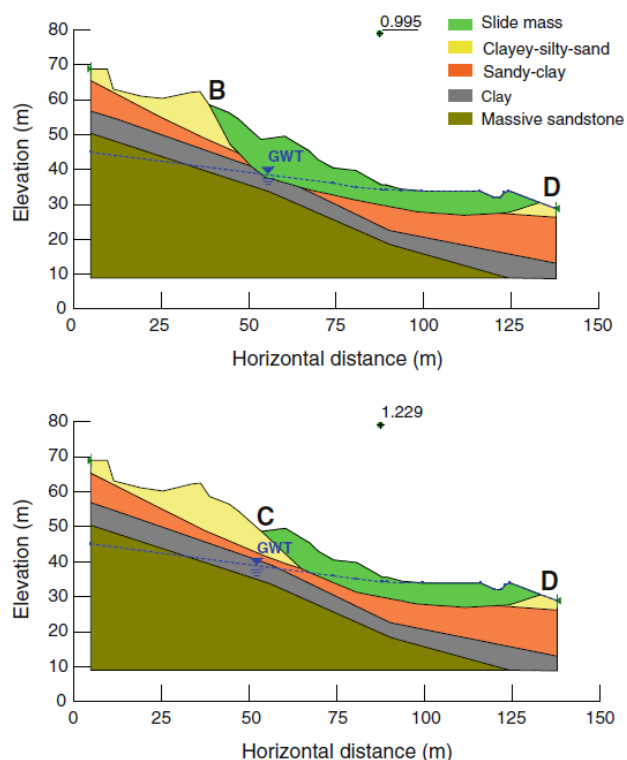 80
70
60
50
40
30
20
10
0
Elevation (m)
0.995
Slide mass
Clayey-silty-sand
Sandy-clay
Clay
Massive sandstone
B
GWT
D
0 25 50 75 100 125 150
Horizontal distance (m)
80
70
60
50
40
30
20
10
0
Elevation (m)
1.229
C
GWT
D
0 25 50 75 100 125 150
Horizontal distance (m)